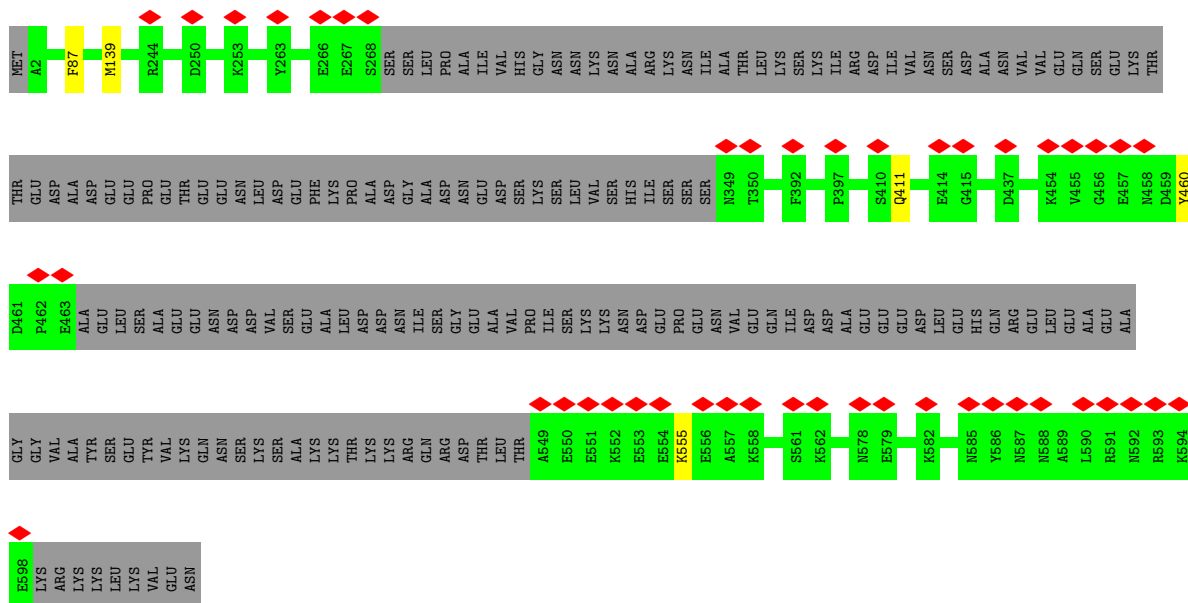 MET A2 F87 M139 R244 D250 K253 Y263 E266 E267 S268 SER SER LEU PRO ALA ILE VAL HIS GLY ASN ASN LYS ASN ALA ARG LYS ASN ILE ALA THR LEU LYS SER LYS ILE ARG ASP ILE VAL ASN SER ASP ALA ASN VAL VAL GLU GLN SER GLU LYS THR
THR GLU ASP ALA ASP GLU GLU PRO GLU THR GLU GLU ASN LEU ASP GLU PHE LYS PRO ALA ASP GLY ALA ASP ASN GLU ASP SER LYS SER LEU VAL SER HIS ILE SER SER SER N349 T350 F392 P397 S410 Q411 E414 G415 D437 K454 V455 G456 E457 N458 D459 Y460
D461 P462 E463 ALA GLU LEU SER ALA GLU GLU ASN ASP ASP VAL SER GLU ALA LEU ASP ASP ASN ILE SER GLY GLU ALA VAL PRO ILE SER LYS LYS ASN ASP GLU PRO GLU ASN VAL GLU GLN ILE ASP ASP ALA GLU GLU GLU ASP LEU GLU HIS GLN ARG GLU LEU GLU ALA GLU ALA
GLY GLY VAL ALA TYR SER GLU TYR VAL LYS GLN ASN SER LYS SER ALA LYS LYS THR LYS LYS ARG GLN ARG ASP THR LEU THR A549 E550 E551 K552 E553 E554 K555 E556 A557 K558 S561 K562 N578 E579 K582 N585 Y586 N587 N588 A589 L590 R591 N592 R593 K594
E598 LYS ARG LYS LYS LEU LYS VAL GLU ASN